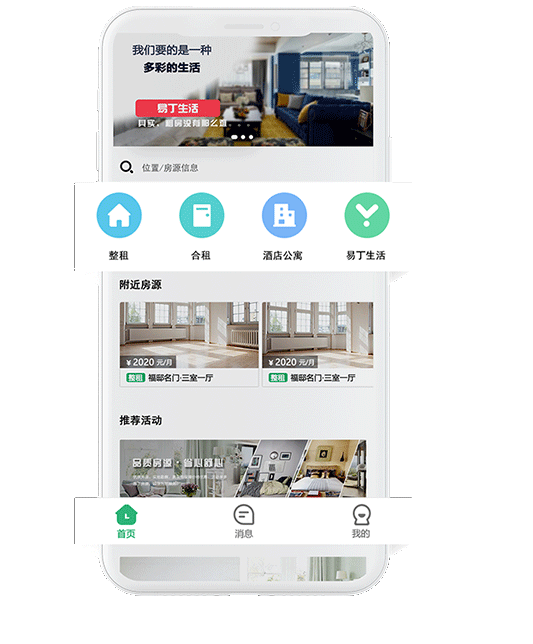 我们要的是一种
多彩的生活
易丁生活
其实，租房没有那么难
位置/房源信息
整租
合租
酒店公寓
易丁生活
附近房源
¥2020 元/月
¥2020 元/月
整租 福邸名门·三室一厅
整租 福邸名门·三室一厅
推荐活动
品质房源·省心舒心
首页
消息
我的